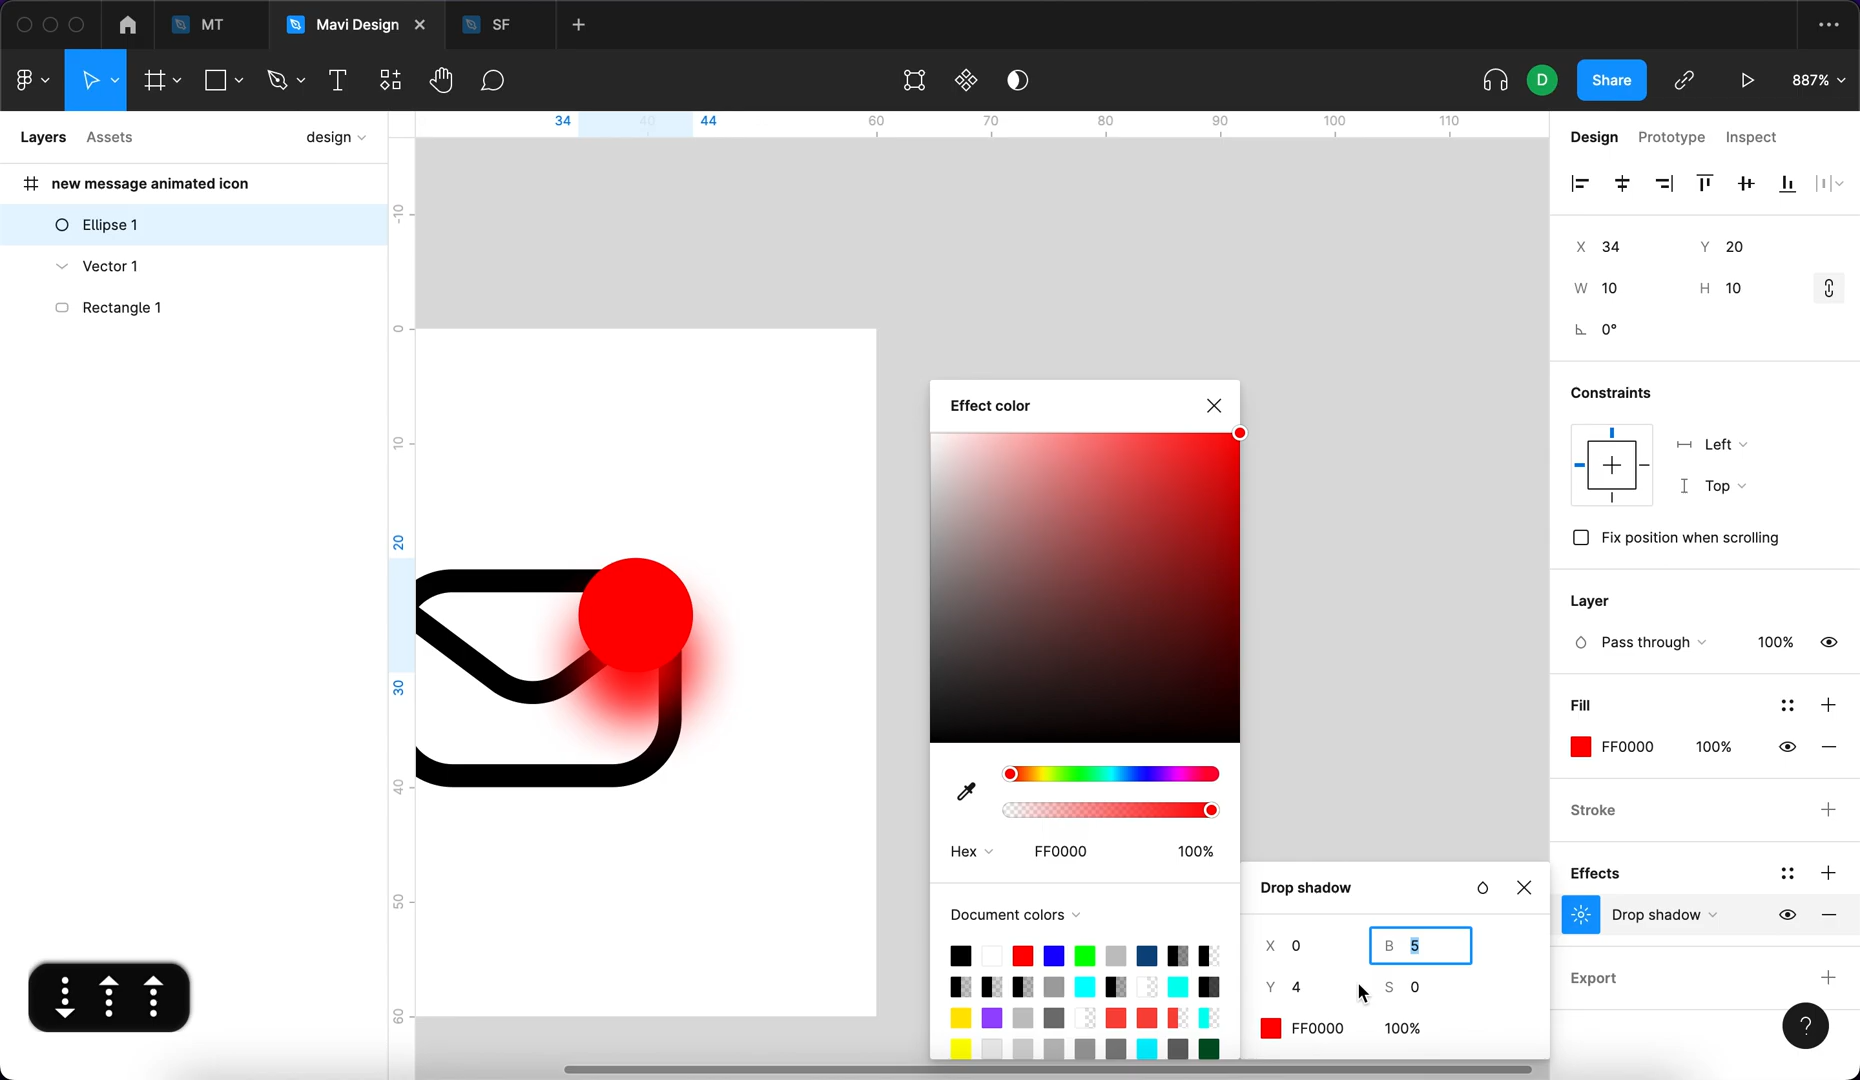 MT
Mavi Design
SF
D
Share
887%
Layers
Assets
design
34
40
44
60
70
80
90
100
110
Design
Prototype
Inspect
new message animated icon
Ellipse 1
Vector 1
Rectangle 1
-10
0
10
20
30
40
50
60
X 34
Y 20
W 10
H 10
0°
Constraints
Left
Top
Fix position when scrolling
Layer
Pass through
100%
Fill
FF0000
100%
Stroke
Effects
Drop shadow
Export
?
Effect color
Hex
FF0000
100%
Document colors
Drop shadow
X 0
B 5
Y 4
S 0
FF0000
100%